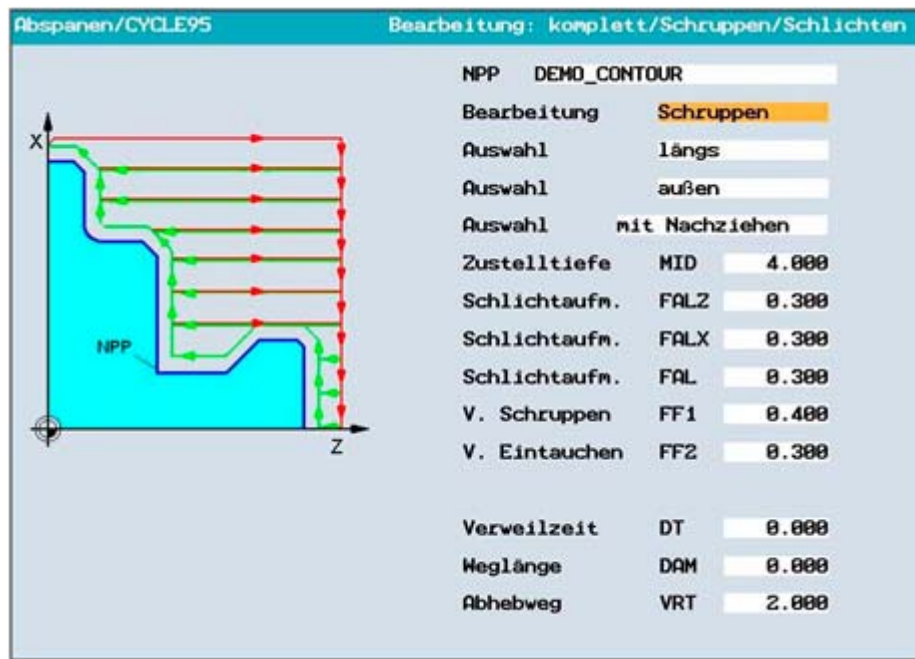 Abspanen/CYCLE95 Bearbeitung: komplett/Schruppen/Schlichten
NPP DEMO_CONTOUR
Bearbeitung Schruppen
Auswahl längs
Auswahl außen
Auswahl mit Nachziehen
Zustelltiefe MID 4.000
Schlichtaufm. FALZ 0.300
Schlichtaufm. FALX 0.300
Schlichtaufm. FAL 0.300
V. Schruppen FF1 0.400
V. Eintauchen FF2 0.300
Verweilzeit DT 0.000
Weglänge DAM 0.000
Abhebweg VRT 2.000
X
NPP
Z